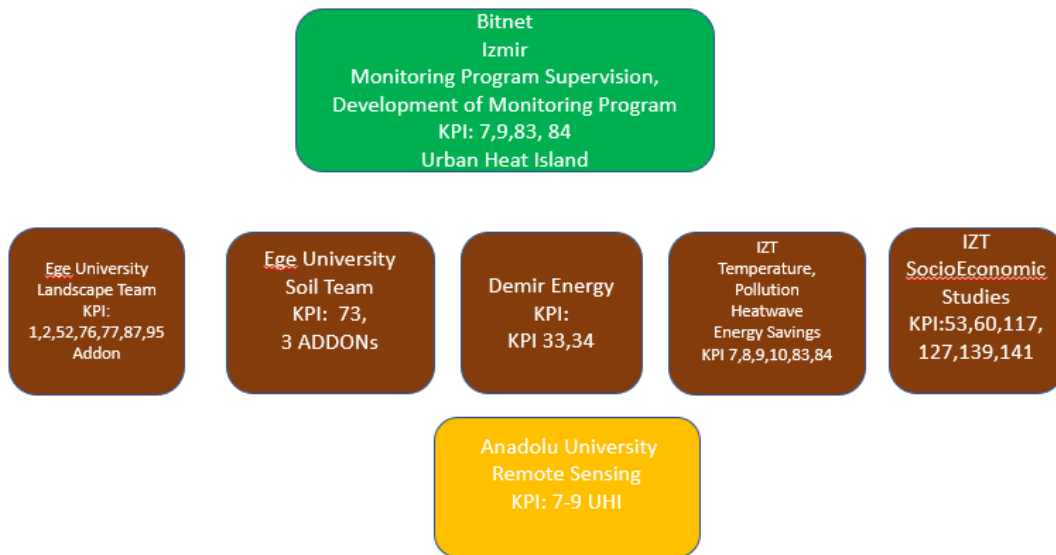 Bitnet
Izmir
Monitoring Program Supervision,
Development of Monitoring Program
KPI: 7,9,83, 84
Urban Heat Island
Ege University
Landscape Team
KPI:
1,2,52,76,77,87,95
Addon
Ege University
Soil Team
KPI:  73,
3 ADDONs
Demir Energy
KPI:
KPI 33,34
IZT
Temperature,
Pollution
Heatwave
Energy Savings
KPI 7,8,9,10,83,84
IZT
SocioEconomic
Studies
KPI:53,60,117,
127,139,141
Anadolu University
Remote Sensing
KPI: 7-9 UHI